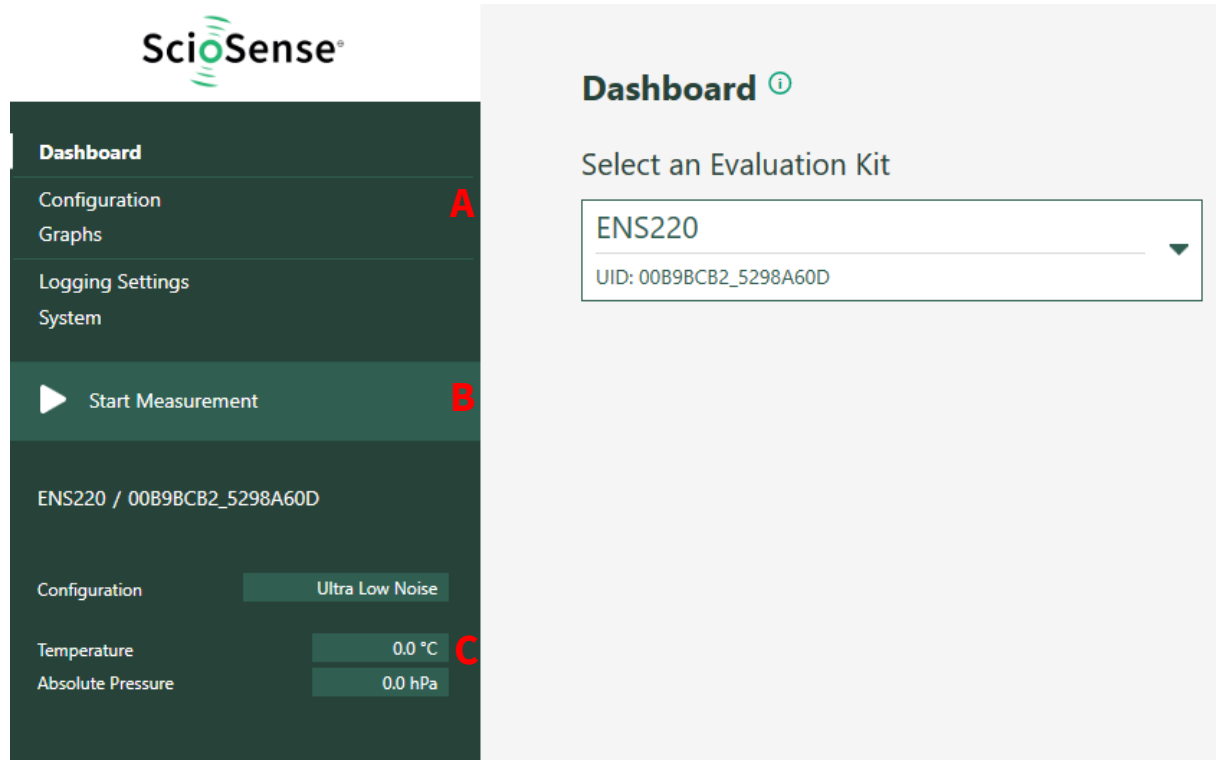 ScioSense®
Dashboard
Configuration
A
Graphs
Logging Settings
System
Start Measurement
B
ENS220 / 00B9BCB2_5298A60D
Configuration
Ultra Low Noise
Temperature
0.0 °C
C
Absolute Pressure
0.0 hPa
Dashboard
Select an Evaluation Kit
ENS220
UID: 00B9BCB2_5298A60D